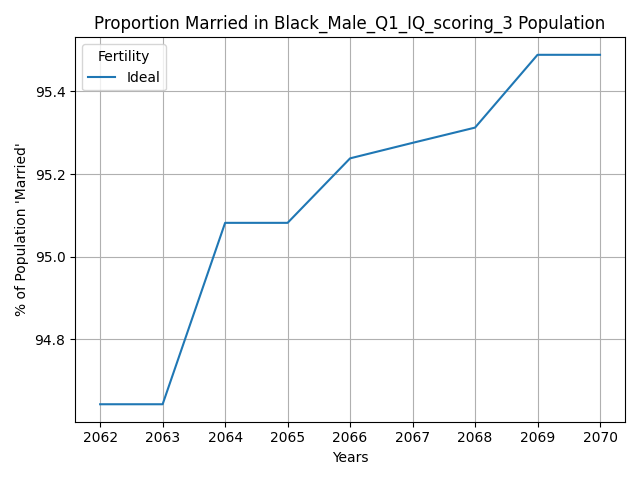 Proportion Married in Black_Male_Q1_IQ_scoring_3 Population
Fertility
Ideal
% of Population 'Married'
95.4
95.2
95.0
94.8
2062 2063 2064 2065 2066 2067 2068 2069 2070
Years